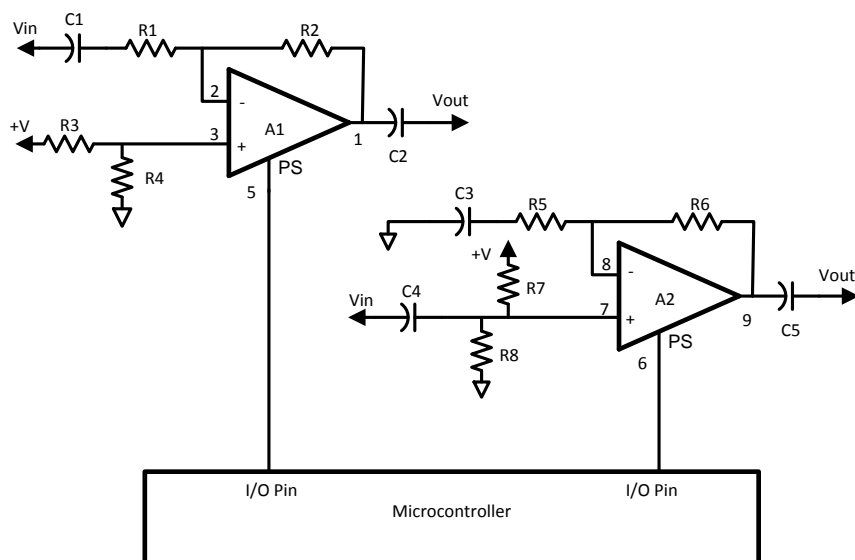 C1
Vin
R1
R2
2
-
A1
Vout
+V
R3
3
+
1
C2
R4
PS
5
C3
R5
R6
+V
8
-
R7
A2
Vout
Vin
C4
7
+
9
C5
R8
PS
6
I/O Pin
I/O Pin
Microcontroller